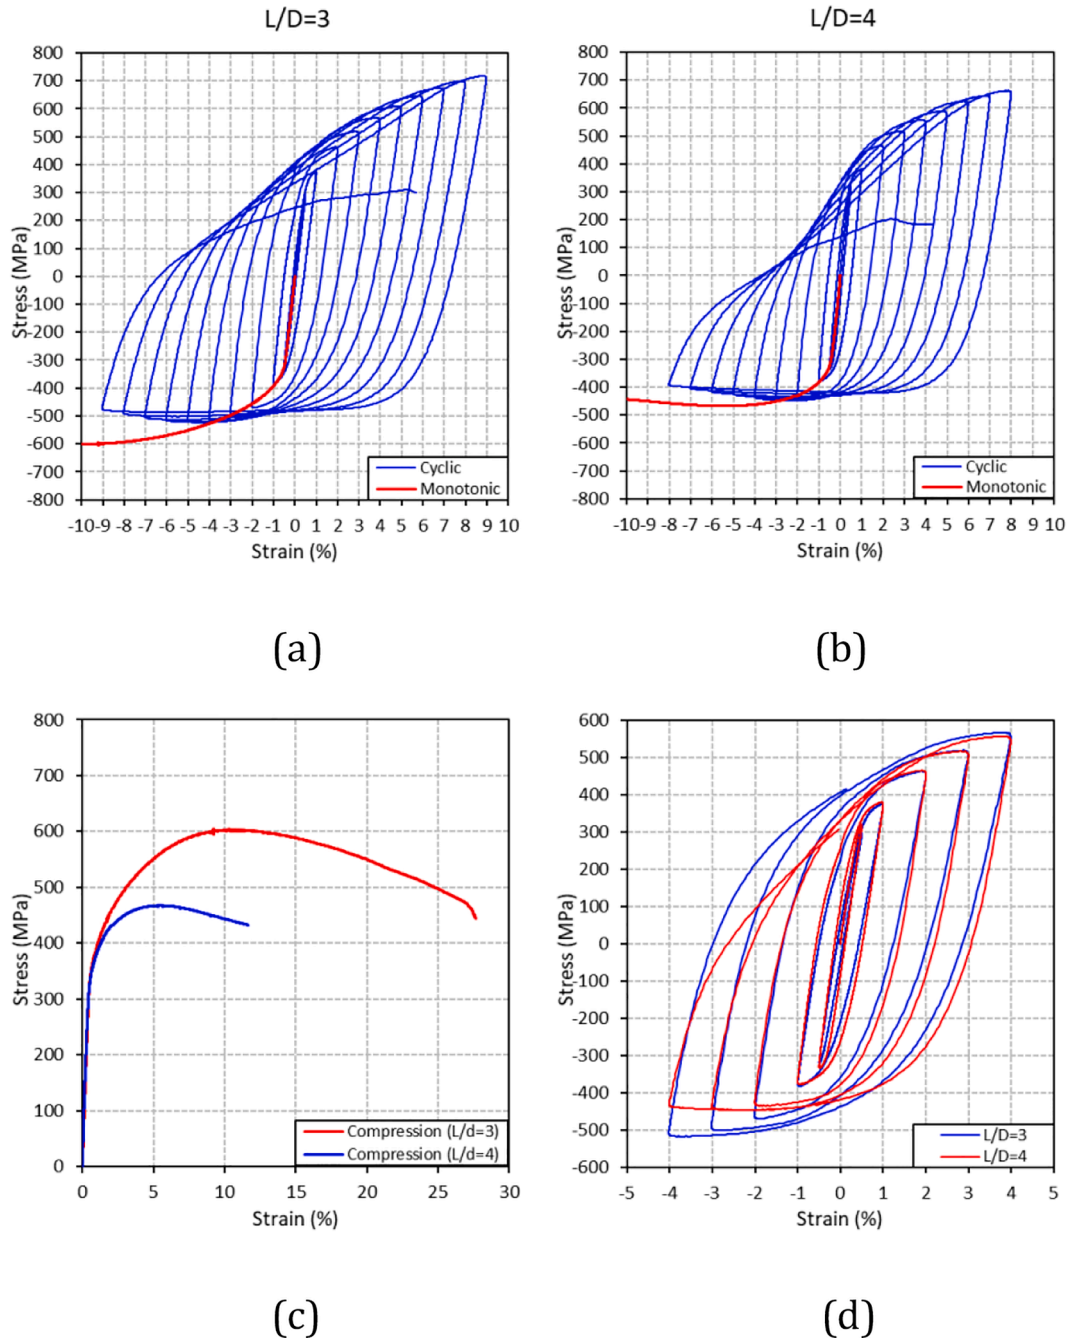 L/D=3
800
700
600
500
400
300
200
100
0
-100
-200
-300
-400
-500
-600
-700
-800
Stress (MPa)
Cyclic
Monotonic
-10 -9 -8 -7 -6 -5 -4 -3 -2 -1 0 1 2 3 4 5 6 7 8 9 10
Strain (%)
(a)
L/D=4
800
700
600
500
400
300
200
100
0
-100
-200
-300
-400
-500
-600
-700
-800
Stress (MPa)
Cyclic
Monotonic
-10 -9 -8 -7 -6 -5 -4 -3 -2 -1 0 1 2 3 4 5 6 7 8 9 10
Strain (%)
(b)
800
700
600
500
400
300
200
100
0
Stress (MPa)
Compression (L/d=3)
Compression (L/d=4)
0 5 10 15 20 25 30
Strain (%)
(c)
600
500
400
300
200
100
0
-100
-200
-300
-400
-500
-600
Stress (MPa)
L/D=3
L/D=4
-5 -4 -3 -2 -1 0 1 2 3 4 5
Strain (%)
(d)